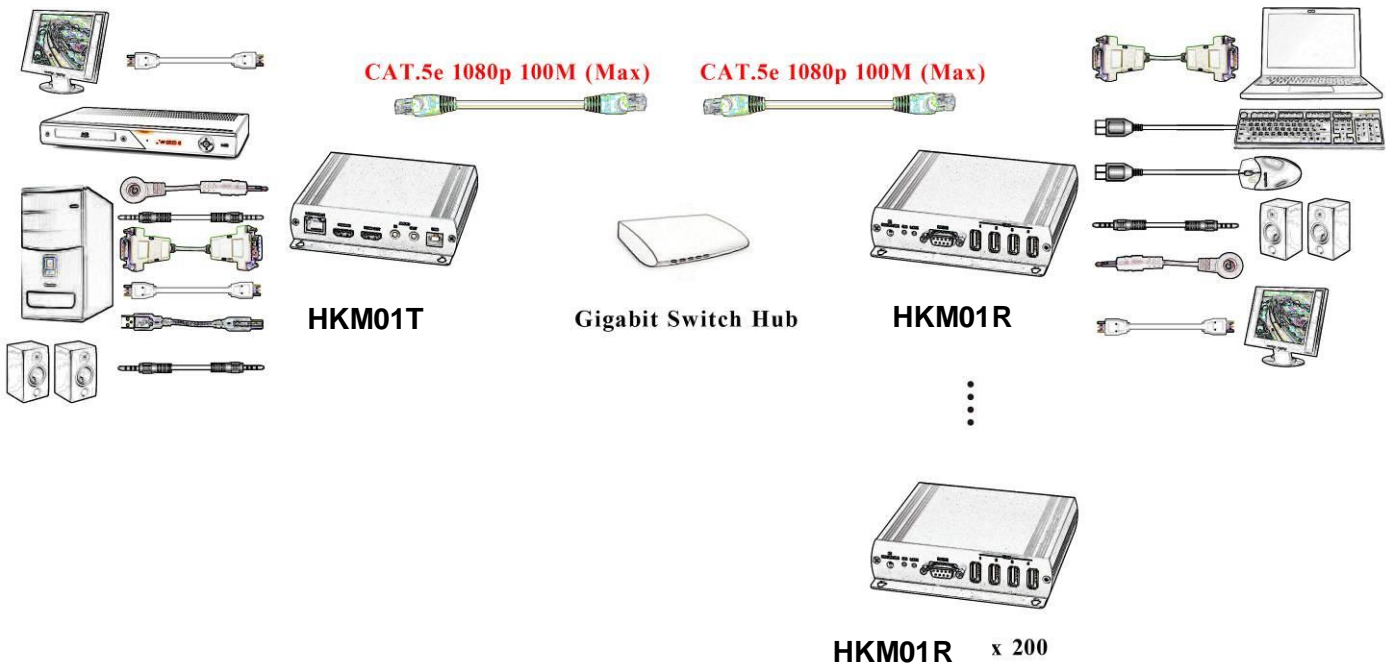 CAT.5e 1080p 100M (Max)
CAT.5e 1080p 100M (Max)
HKM01T
Gigabit Switch Hub
HKM01R
HKM01R x 200